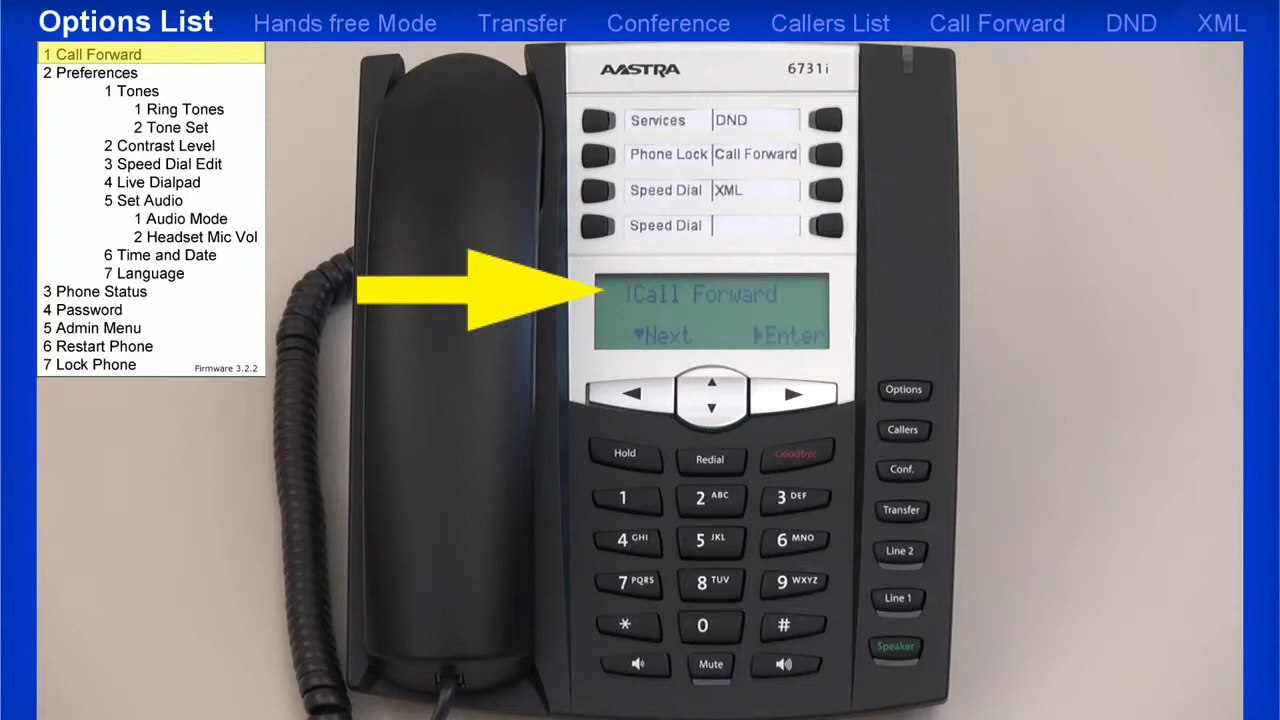 Options List Hands free Mode Transfer Conference Callers List Call Forward DND XML
1 Call Forward
2 Preferences
1 Tones
1 Ring Tones
2 Tone Set
2 Contrast Level
3 Speed Dial Edit
4 Live Dialpad
5 Set Audio
1 Audio Mode
2 Headset Mic Vol
6 Time and Date
7 Language
3 Phone Status
4 Password
5 Admin Menu
6 Restart Phone
7 Lock Phone
Firmware 3.2.2
AASTRA 6731i
Services DND
Phone Lock Call Forward
Speed Dial XML
Speed Dial
Call Forward
▼Next ▶Enter
Options
Callers
Conf.
Transfer
Line 2
Line 1
Speaker
Hold Redial Goodbye
1 2 ABC 3 DEF
4 GHI 5 JKL 6 MNO
7 PQRS 8 TUV 9 WXYZ
* 0 #
Mute